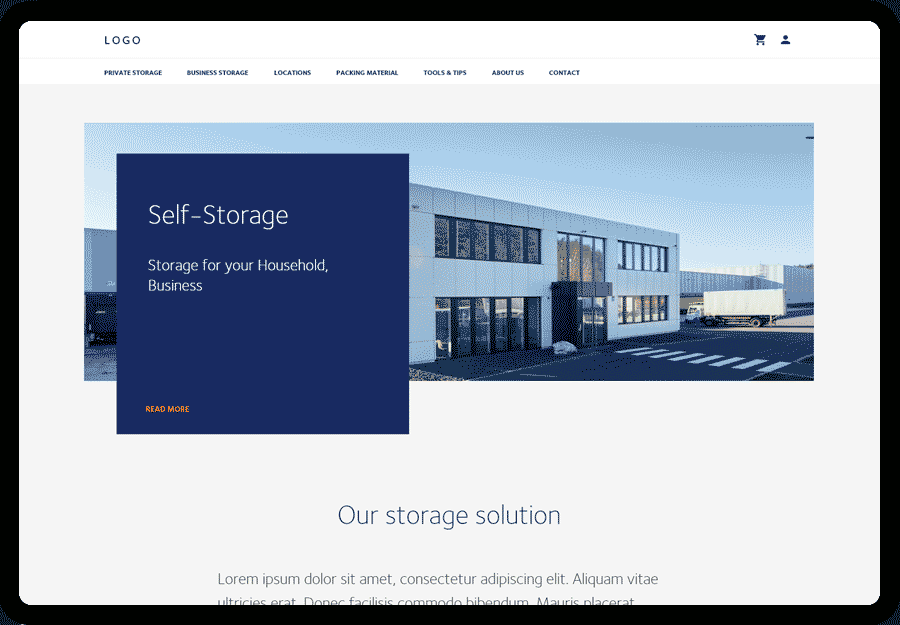 LOGO
PRIVATE STORAGE BUSINESS STORAGE LOCATIONS PACKING MATERIAL TOOLS & TIPS ABOUT US CONTACT
Self-Storage
Storage for your Household,
Business
READ MORE
Our storage solution
Lorem ipsum dolor sit amet, consectetur adipiscing elit. Aliquam vitae
ultricies erat. Donec facilisis commodo bibendum. Mauris placerat